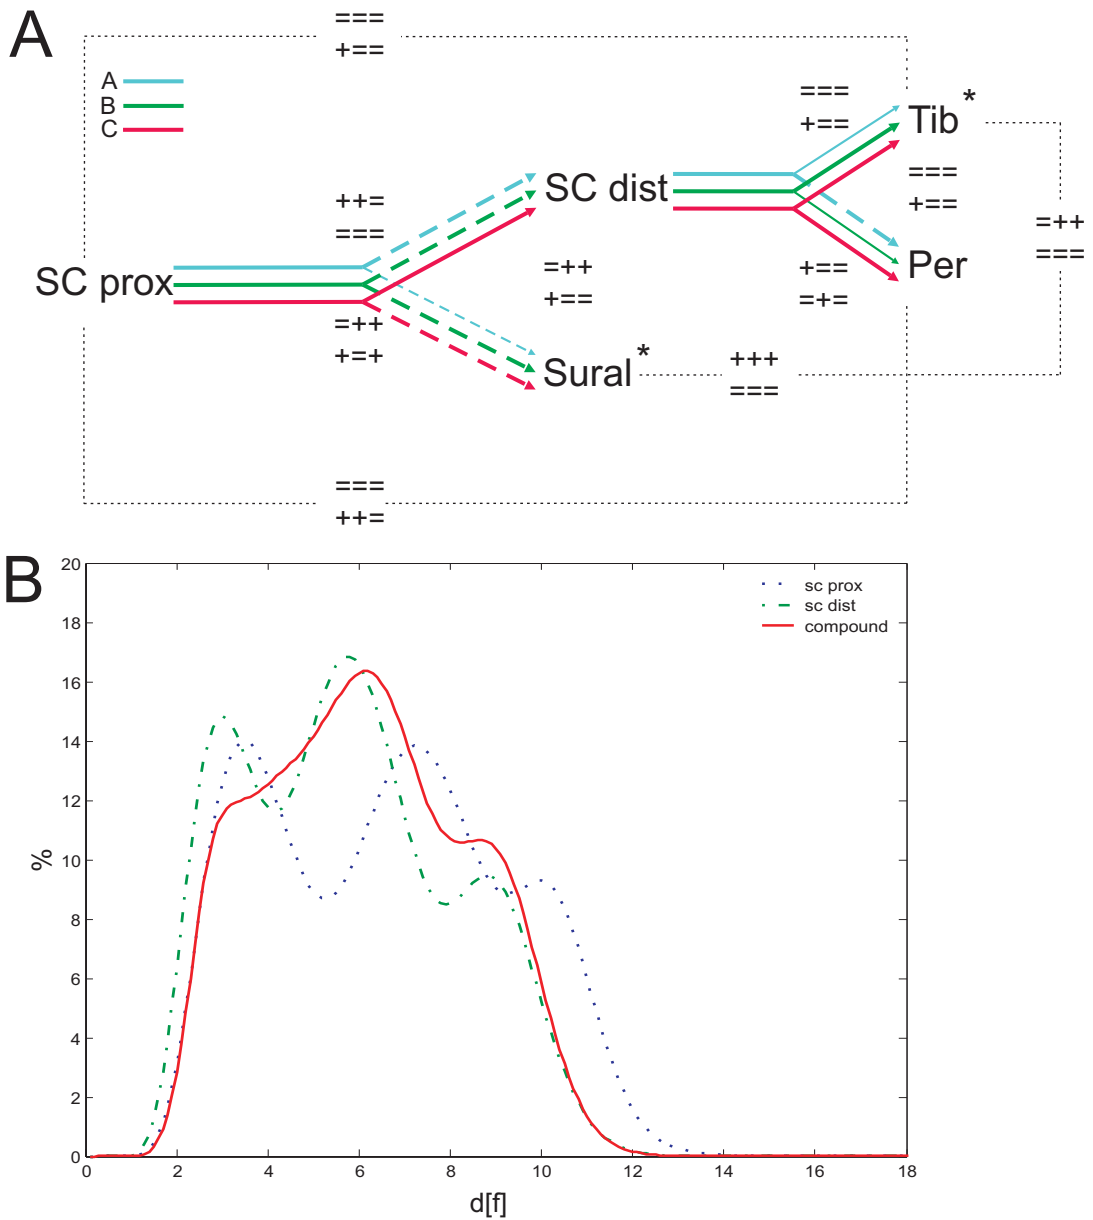 A
===
+==
A
B
C
===
+==
Tib*
++=
===
SC dist
===
+==
=++
===
SC prox
=++
+==
+==
=+=
Per
=++
+=+
Sural*
+++
===
===
++=
B
20
18
16
14
12
10
8
6
4
2
0
%
sc prox
sc dist
compound
0 2 4 6 8 10 12 14 16 18
d[f]